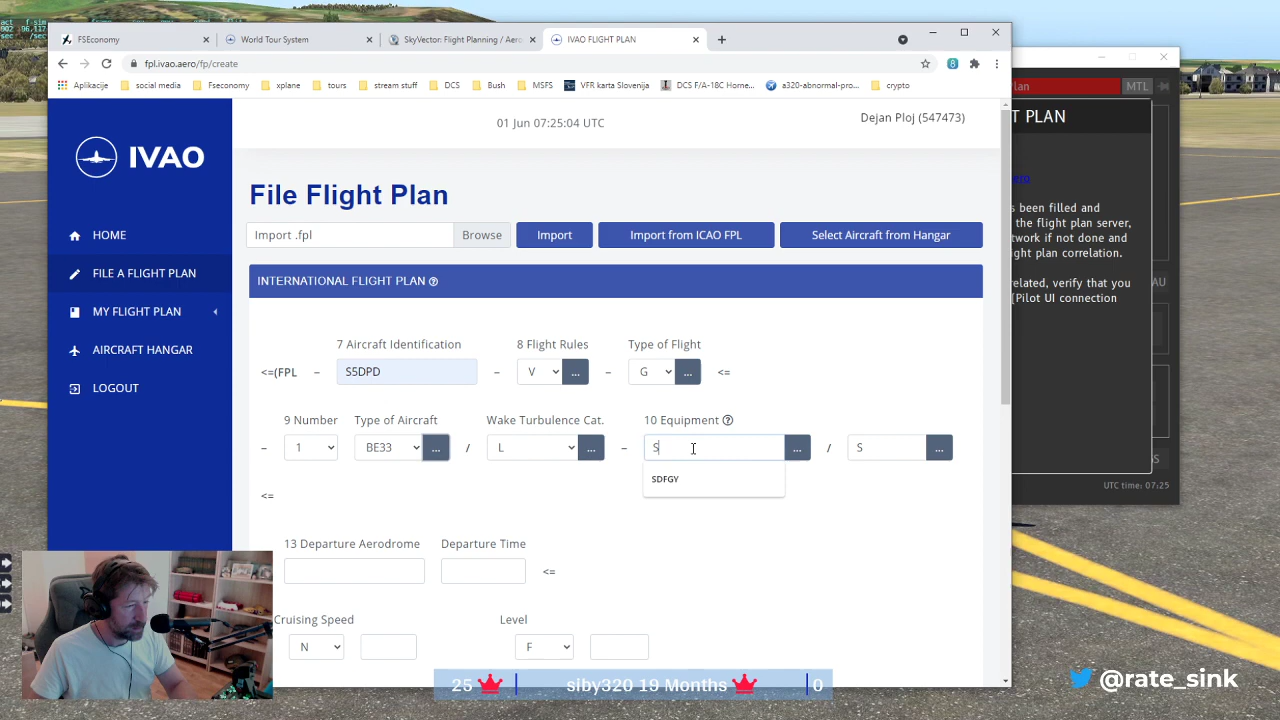 FSEconomy
World Tour System
SkyVector: Flight Planning / Aero
IVAO FLIGHT PLAN
fpl.ivao.aero/fp/create
Aplikacije
social media
Fseconomy
xplane
tours
stream stuff
DCS
Bush
MSFS
VFR karta Slovenija
DCS F/A-18C Horne...
a320-abnormal-pro...
crypto
lan
MTL
T PLAN
s been filled and
the flight plan server,
twork if not done and
ight plan correlation.
related, verify that you
[Pilot UI connection
AU
UTC time: 07:25
01 Jun 07:25:04 UTC
Dejan Ploj (547473)
IVAO
HOME
FILE A FLIGHT PLAN
MY FLIGHT PLAN
AIRCRAFT HANGAR
LOGOUT
File Flight Plan
Import .fpl
Browse
Import
Import from ICAO FPL
Select Aircraft from Hangar
INTERNATIONAL FLIGHT PLAN
7 Aircraft Identification
8 Flight Rules
Type of Flight
<=(FPL – S5DPD – V ... – G ... <=
9 Number
Type of Aircraft
Wake Turbulence Cat.
10 Equipment
– 1 BE33 ... / L ... – S ... / S ...
SDFGY
<=
13 Departure Aerodrome
Departure Time
<=
Cruising Speed
Level
N
F
25
siby320 19 Months
0
@rate_sink